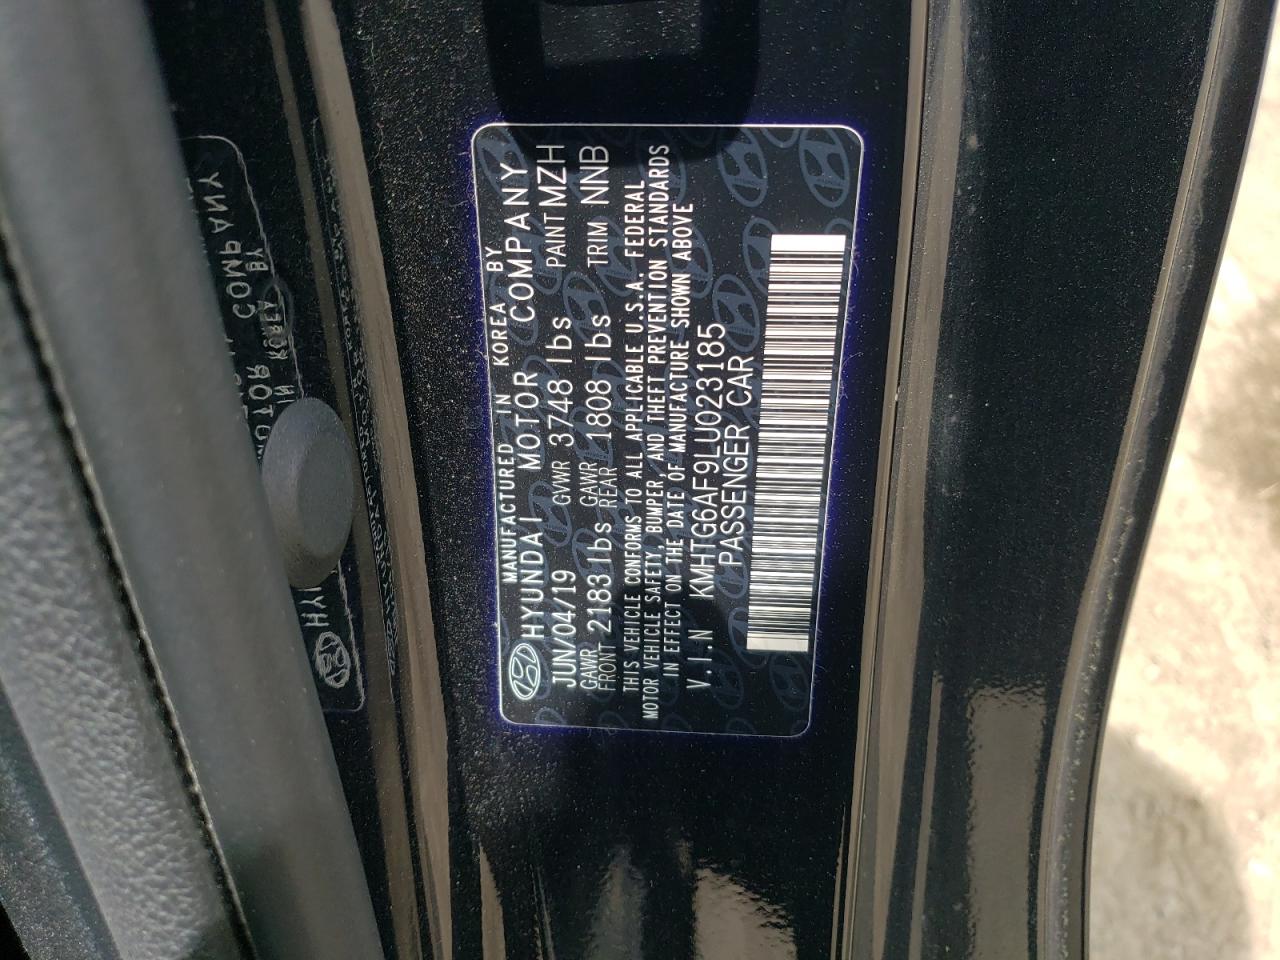 MANUFACTURED IN KOREA BY
HYUNDAI MOTOR COMPANY
JUN/04/19 GVWR 3748 lbs PAINT MZH
GAWR FRONT 2183 lbs GAWR REAR 1808 lbs TRIM NNB
THIS VEHICLE CONFORMS TO ALL APPLICABLE U.S.A. FEDERAL
MOTOR VEHICLE SAFETY, BUMPER, AND THEFT PREVENTION STANDARDS
IN EFFECT ON THE DATE OF MANUFACTURE SHOWN ABOVE
V.I.N KMHTG6AF9LU023185
PASSENGER CAR